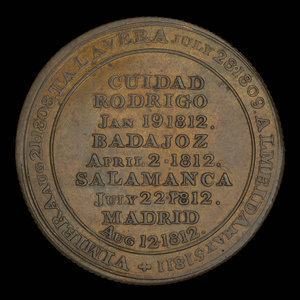 VIMIERA AUG 21. 1808 TALAVERA JULY 28. 1809 ALMEIDA MAY 5 1811
CUIDAD
RODRIGO
JAN 19 1812.
BADAJOZ
APRIL 2-1812.
SALAMANCA
JULY 22-1812.
MADRID
AUG 12-1812.